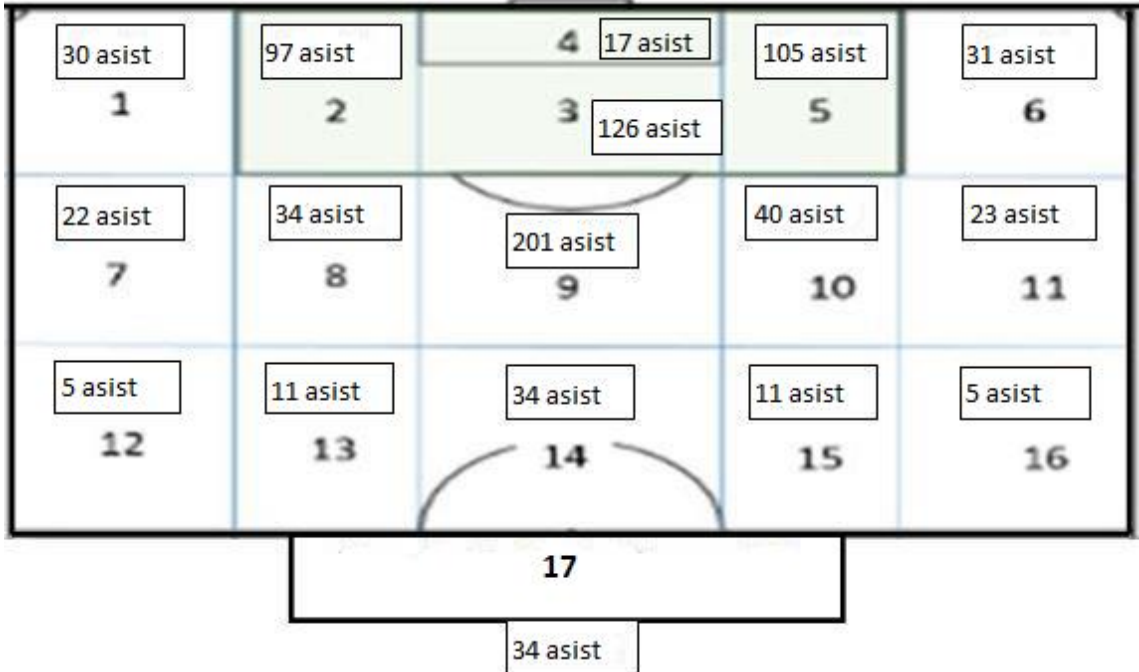 30 asist
97 asist
4 17 asist
105 asist
31 asist
1
2
3 126 asist
5
6
22 asist
34 asist
201 asist
40 asist
23 asist
7
8
9
10
11
5 asist
11 asist
34 asist
11 asist
5 asist
12
13
14
15
16
17
34 asist